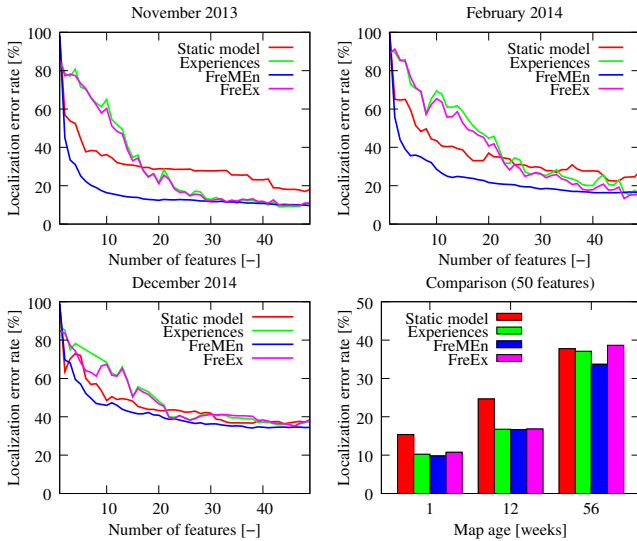 November 2013
Localization error rate [%]
100
80
60
40
20
0
10
20
30
40
Number of features [−]
Static model
Experiences
FreMEn
FreEx
February 2014
Localization error rate [%]
100
80
60
40
20
0
10
20
30
40
Number of features [−]
Static model
Experiences
FreMEn
FreEx
December 2014
Localization error rate [%]
100
80
60
40
20
0
10
20
30
40
Number of features [−]
Static model
Experiences
FreMEn
FreEx
Comparison (50 features)
Localization error rate [%]
50
40
30
20
10
0
1
12
56
Map age [weeks]
Static model
Experiences
FreMEn
FreEx